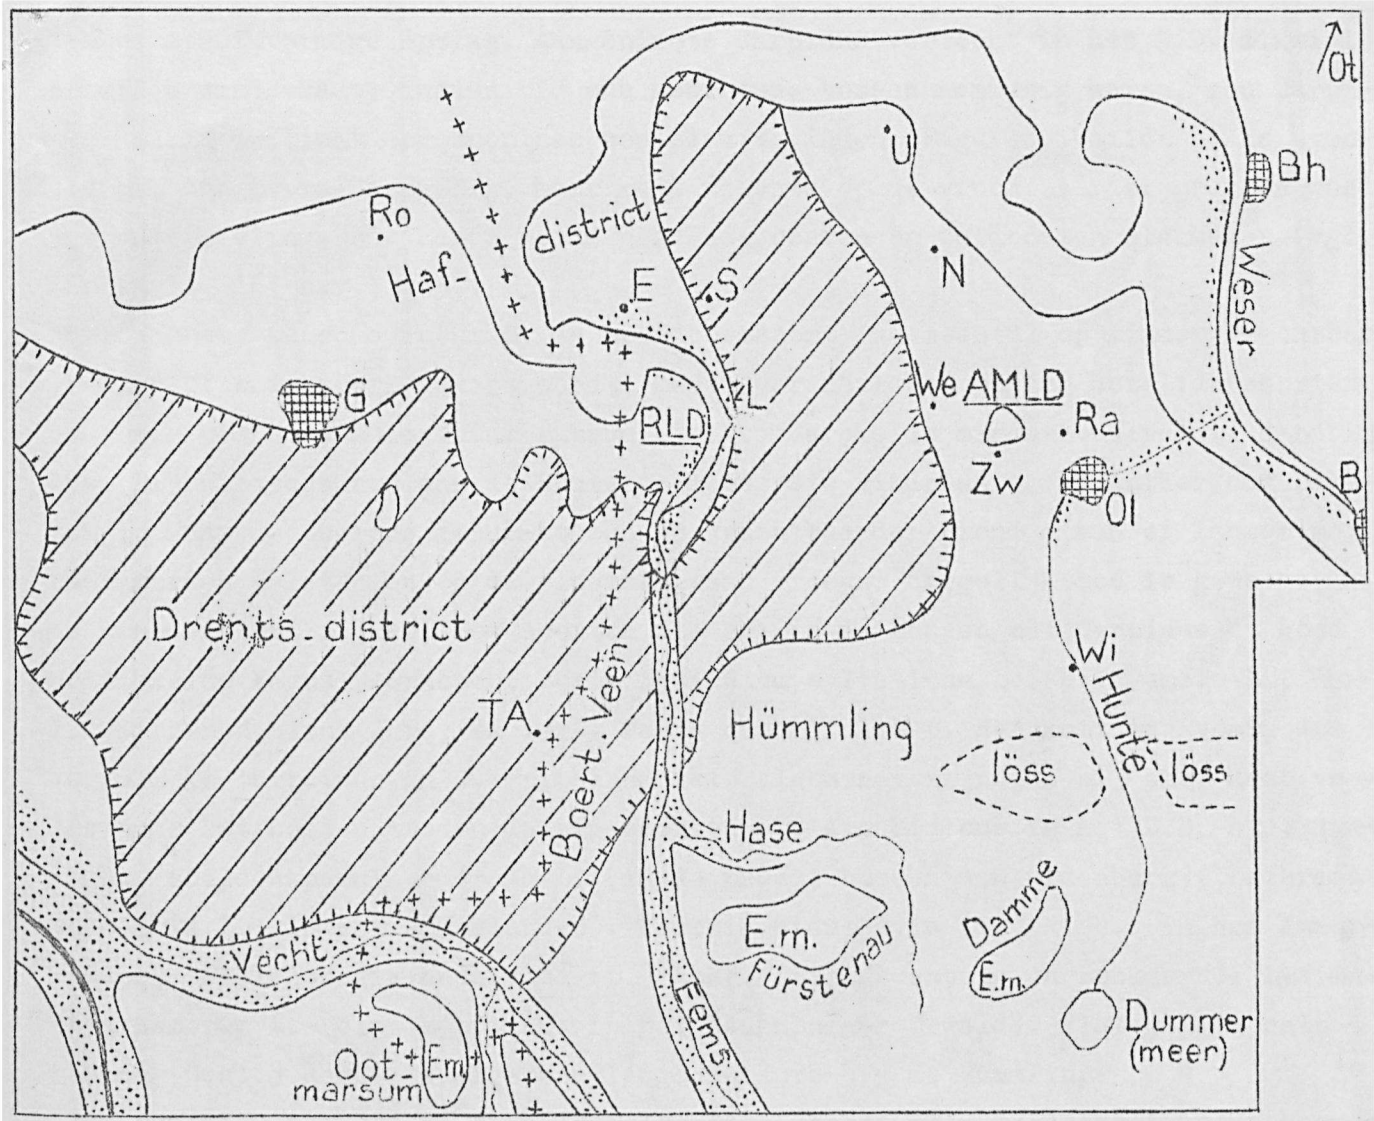 Ot
Bh
U
Ro
district
Haf-
N
Weser
E
S
L
We AMLD
G
RLD
Ra
Zw
Ol
B
Drents-district
Wi
Hunte
TA
Boert. Veen
Hümmling
löss
löss
Hase
Vecht
E.m.
Fürstenau
Damme
E.m.
Eems
Dummer
(meer)
Oot-
marsum
E.m.